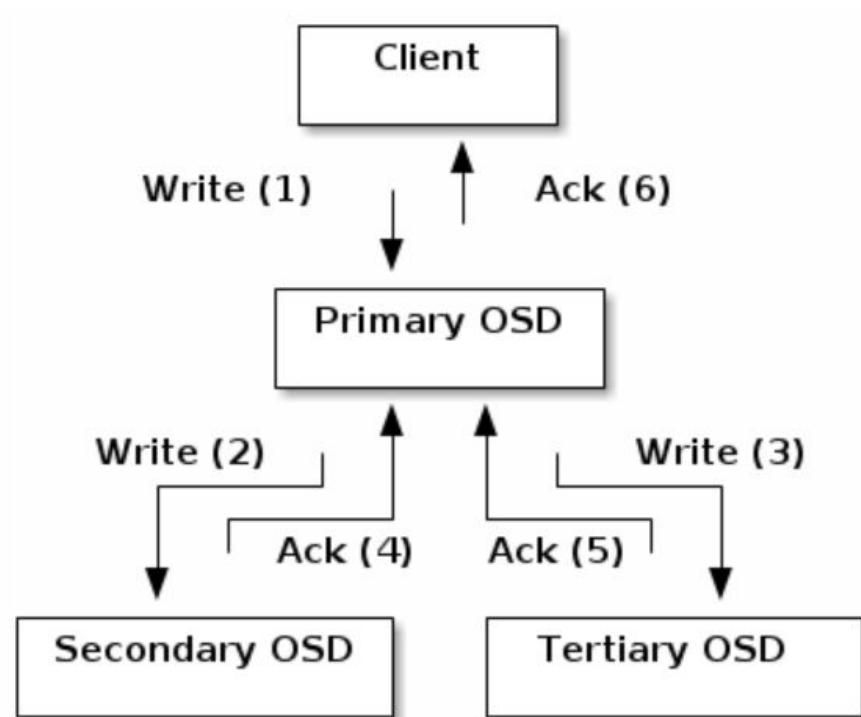 Client
Write (1)
Ack (6)
Primary OSD
Write (2)
Write (3)
Ack (4)
Ack (5)
Secondary OSD
Tertiary OSD